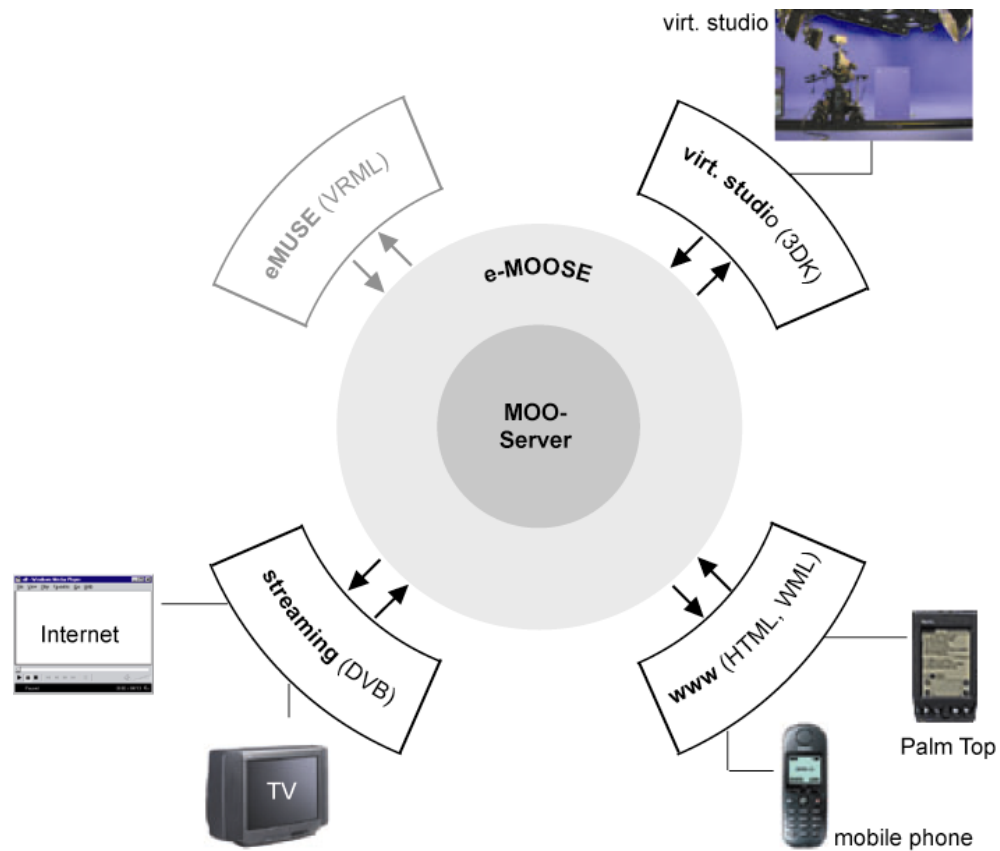 virt. studio
eMUSE (VRML)
virt. studio (3DK)
e-MOOSE
MOO-
Server
streaming (DVB)
www (HTML, WML)
Internet
TV
Palm Top
mobile phone